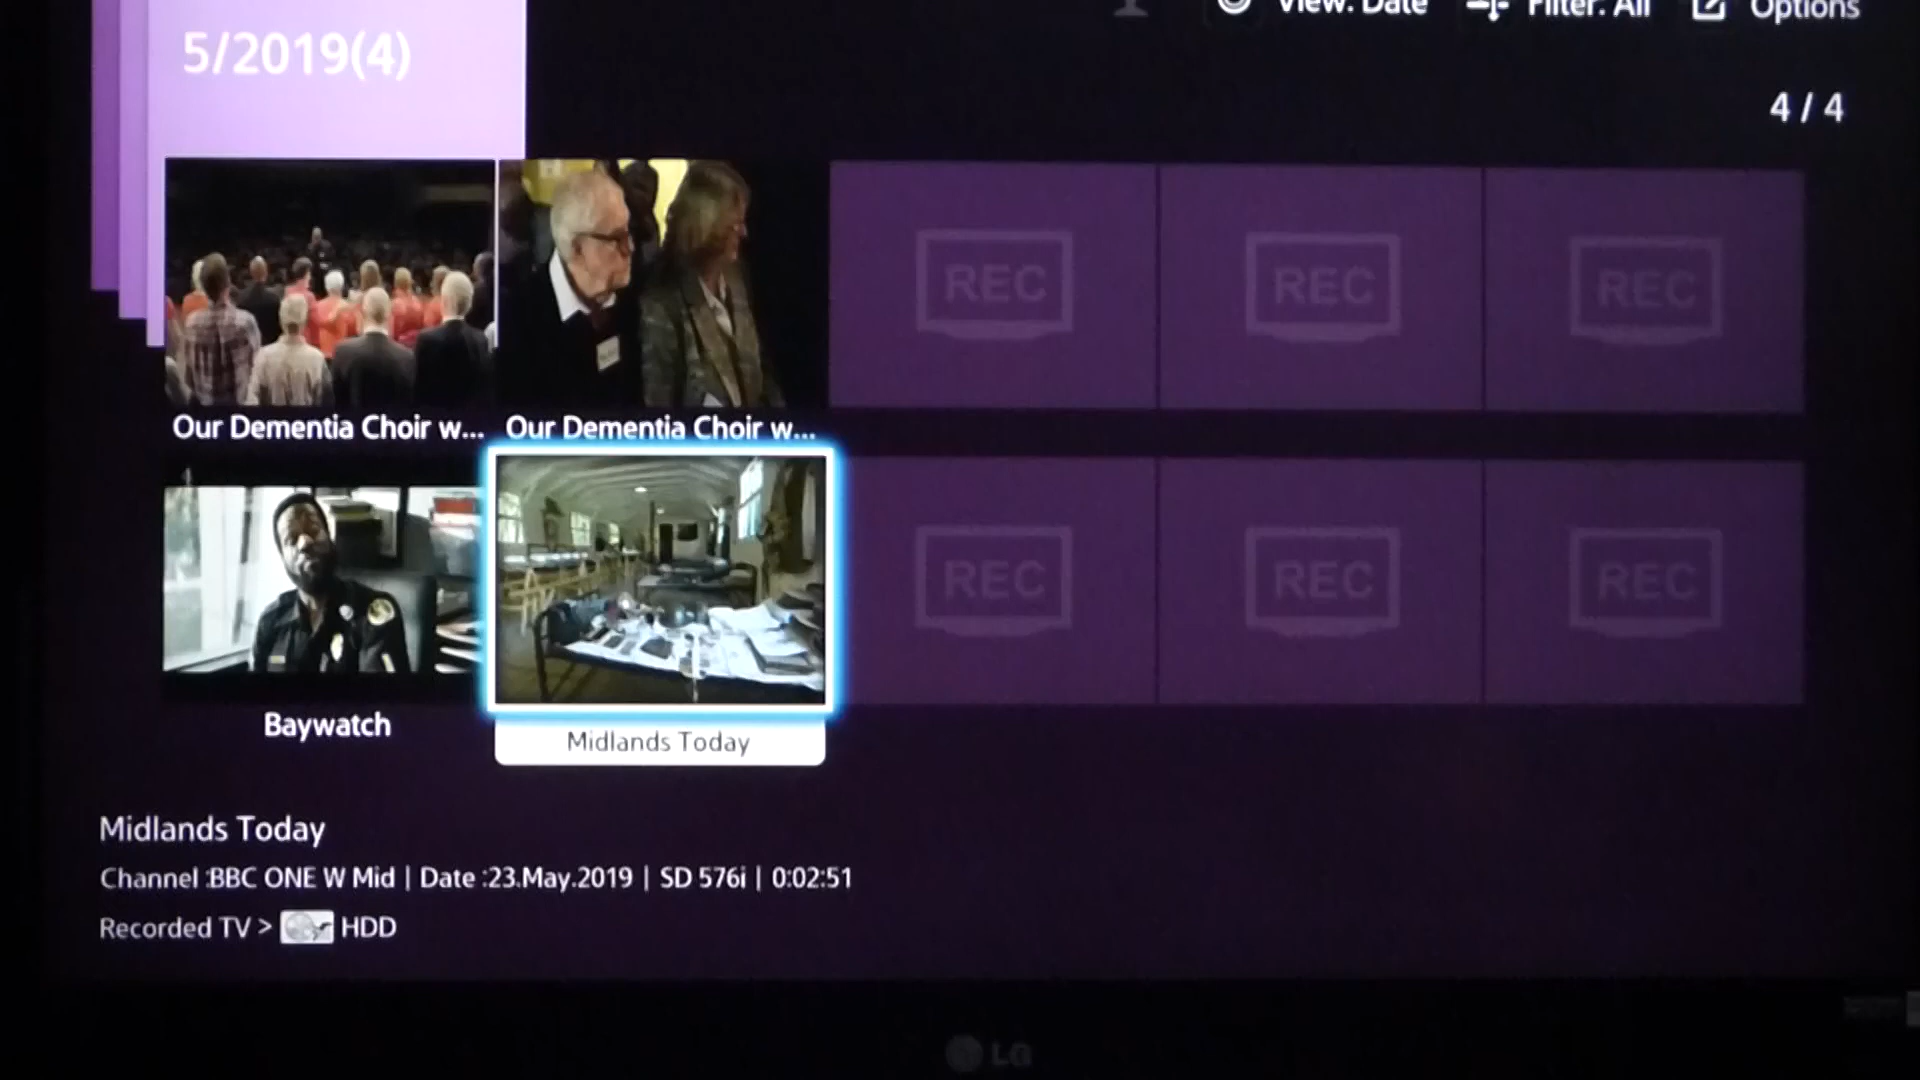 View: Date Filter: All Options
5/2019(4)
4 / 4
REC REC REC
Our Dementia Choir w... Our Dementia Choir w...
REC REC REC
Baywatch
Midlands Today
Midlands Today
Channel :BBC ONE W Mid | Date :23.May.2019 | SD 576i | 0:02:51
Recorded TV > HDD
LG